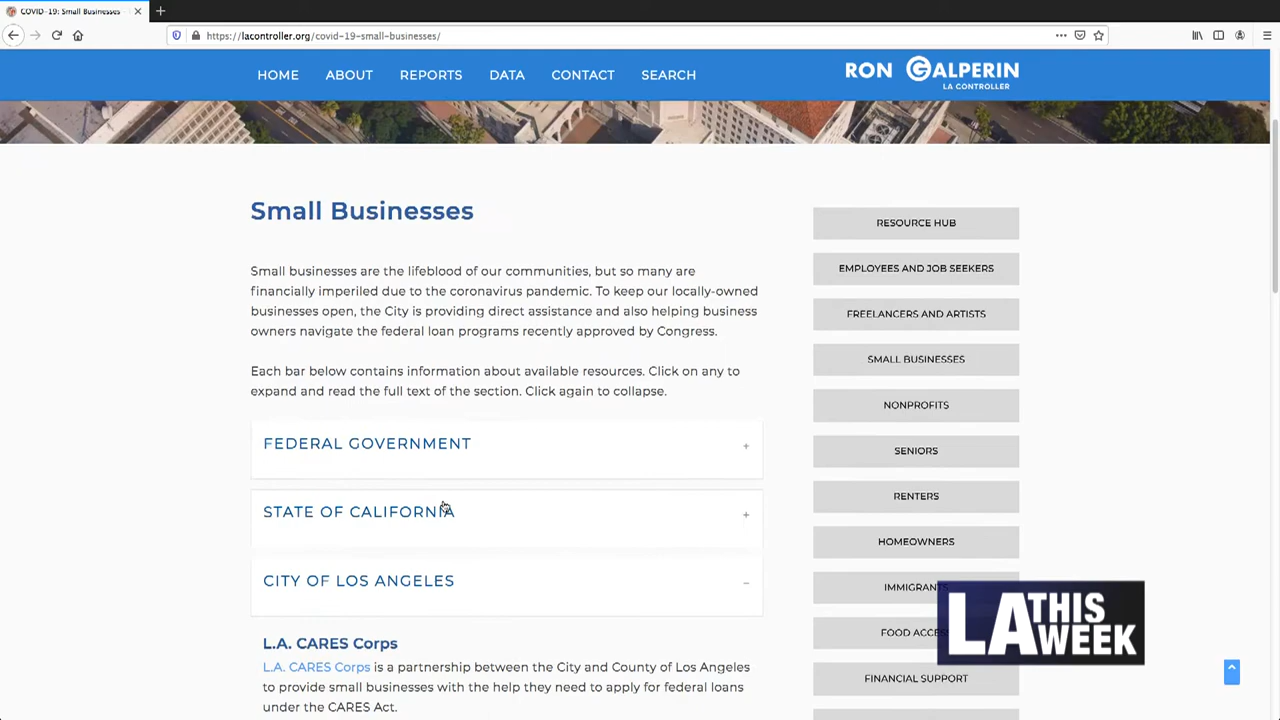 COVID-19: Small Businesses
https://lacontroller.org/covid-19-small-businesses/
HOME
ABOUT
REPORTS
DATA
CONTACT
SEARCH
RON GALPERIN
LA CONTROLLER
Small Businesses
Small businesses are the lifeblood of our communities, but so many are
financially imperiled due to the coronavirus pandemic. To keep our locally-owned
businesses open, the City is providing direct assistance and also helping business
owners navigate the federal loan programs recently approved by Congress.
Each bar below contains information about available resources. Click on any to
expand and read the full text of the section. Click again to collapse.
FEDERAL GOVERNMENT +
STATE OF CALIFORNIA +
CITY OF LOS ANGELES –
L.A. CARES Corps
L.A. CARES Corps is a partnership between the City and County of Los Angeles
to provide small businesses with the help they need to apply for federal loans
under the CARES Act.
RESOURCE HUB
EMPLOYEES AND JOB SEEKERS
FREELANCERS AND ARTISTS
SMALL BUSINESSES
NONPROFITS
SENIORS
RENTERS
HOMEOWNERS
IMMIGRANT
FOOD ACCE
FINANCIAL SUPPORT
LA THIS WEEK